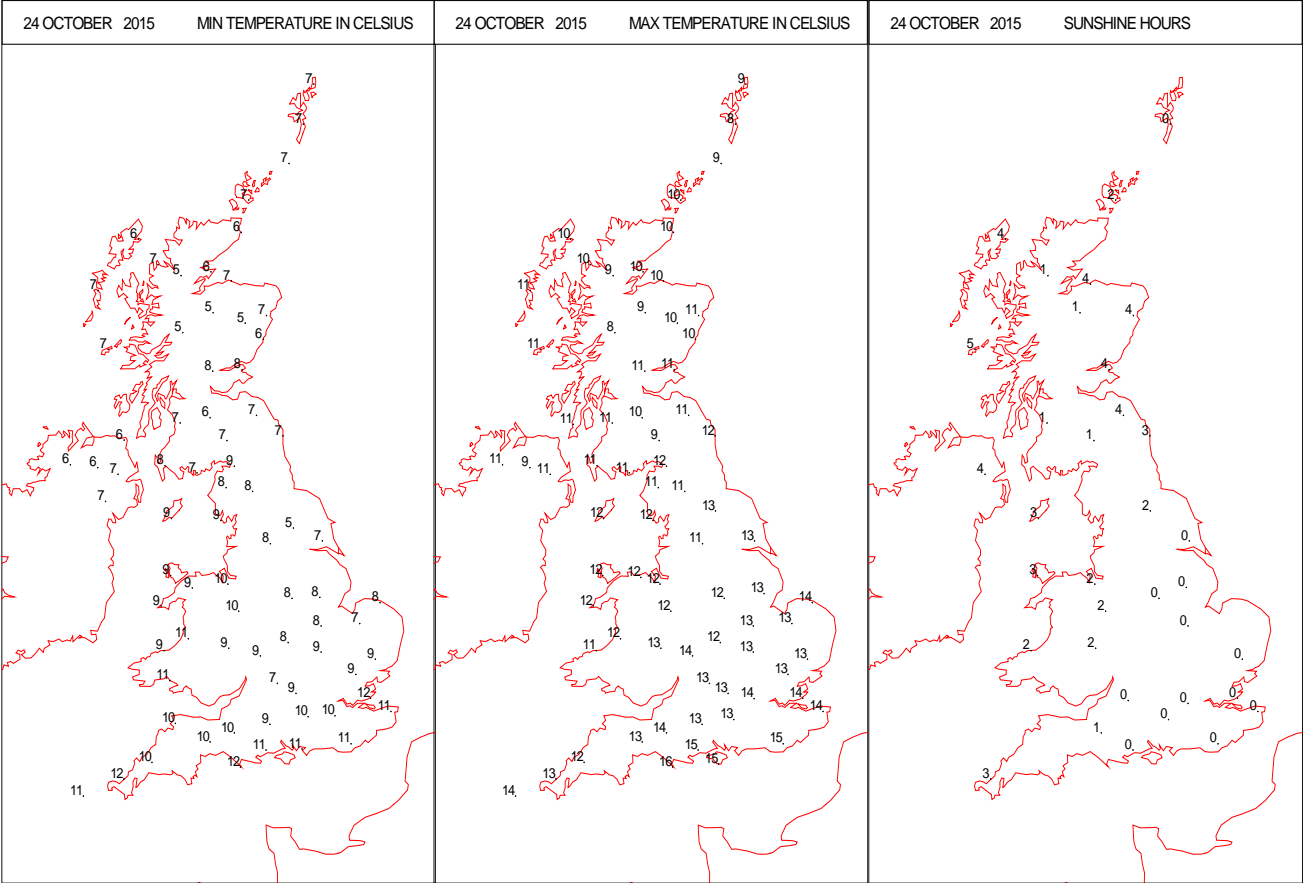 24 OCTOBER 2015 MIN TEMPERATURE IN CELSIUS
7
7
7
7
6 6
7 5 6 7
7 5 5 7
5 6
7 8 8
7 6 7
6 7 7
6 6 7 8 7 9
7 8 8
9 9 5
8 7
9 9 10
9 10 8 8 8
11 8 7
9 9 9 8 9 9
11 7 9 9 12
10 10 9 10 10 11
10 11 11 11
10 12
12
11
24 OCTOBER 2015 MAX TEMPERATURE IN CELSIUS
9
8
9
10
10 10
10 9 10 10
11 9 10 11
8 10
11 11 11
11 11 10 11
9 12
11 9 11 11 11 12
11 11
12 12 13
11 13
12 12 12
12 12 12 13 14
12 12 13 13
11 13 14 13 13
13 13 14 13 14
14 13 13 14
13 15 15
12 16 15
13
14
24 OCTOBER 2015 SUNSHINE HOURS
0
2
4
1 4
1 4
5 4
1 4
1 3
4
3 2
0
3 2
2 0 0
2 2 0
0
0 0 0 0
1 0
0 0
3